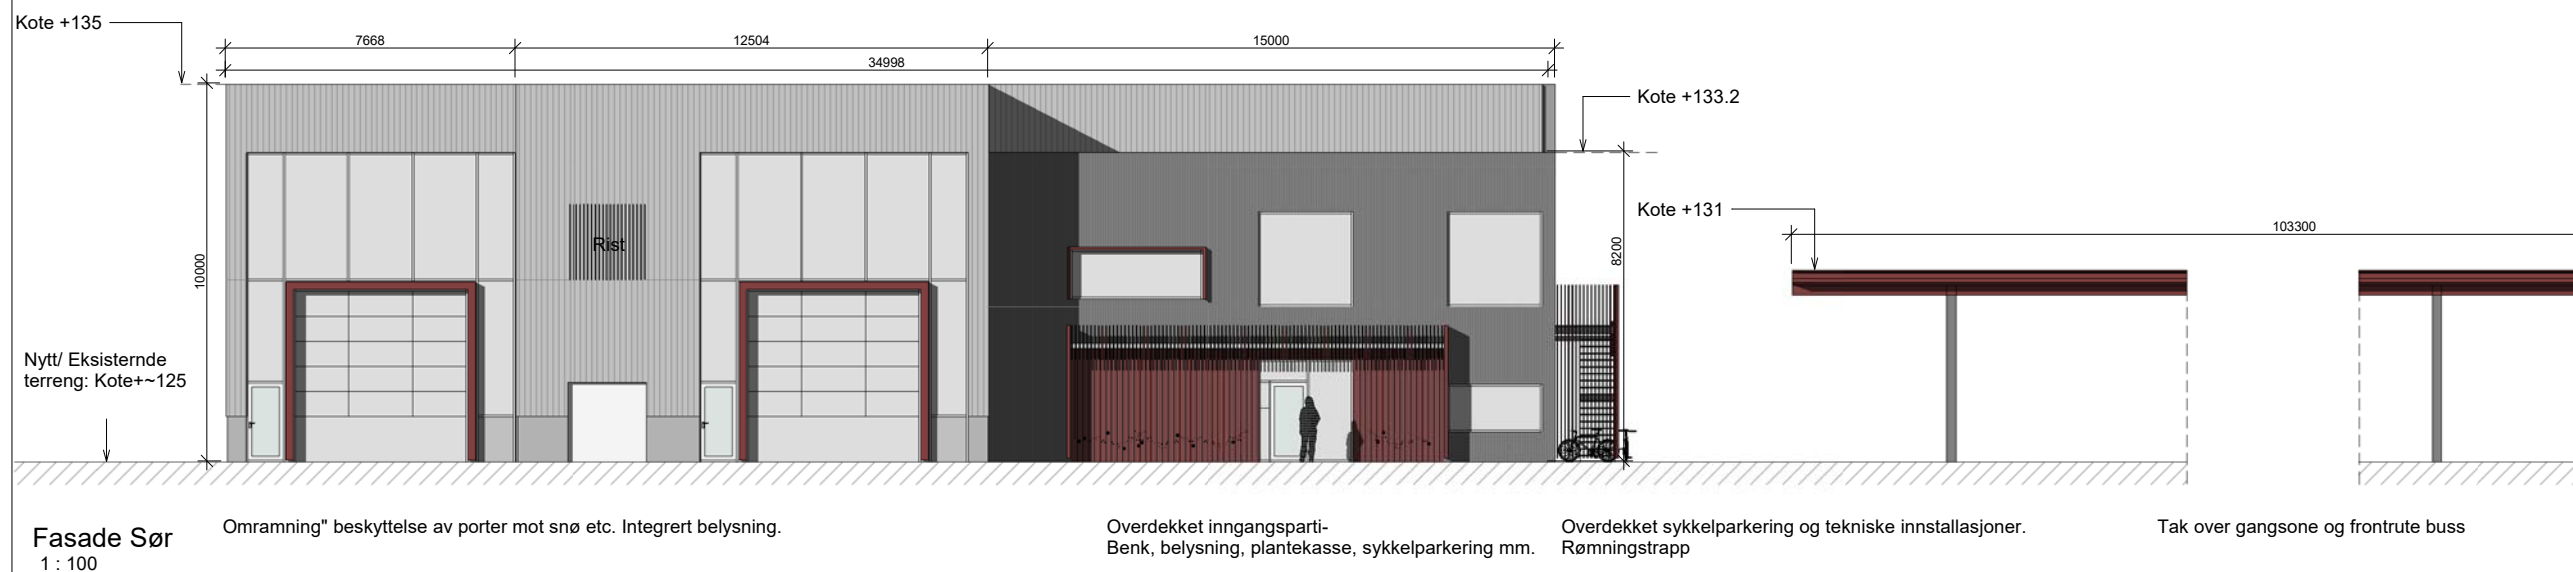 Kote +135
7668
12504
15000
34998
Kote +133.2
Kote +131
103300
10000
8200
Rist
Nytt/ Eksisternde
terreng: Kote+~125
Fasade Sør
1 : 100
Omramning" beskyttelse av porter mot snø etc. Integrert belysning.
Overdekket inngangsparti-
Benk, belysning, plantekasse, sykkelparkering mm.
Overdekket sykkelparkering og tekniske innstallasjoner.
Rømningstrapp
Tak over gangsone og frontrute buss